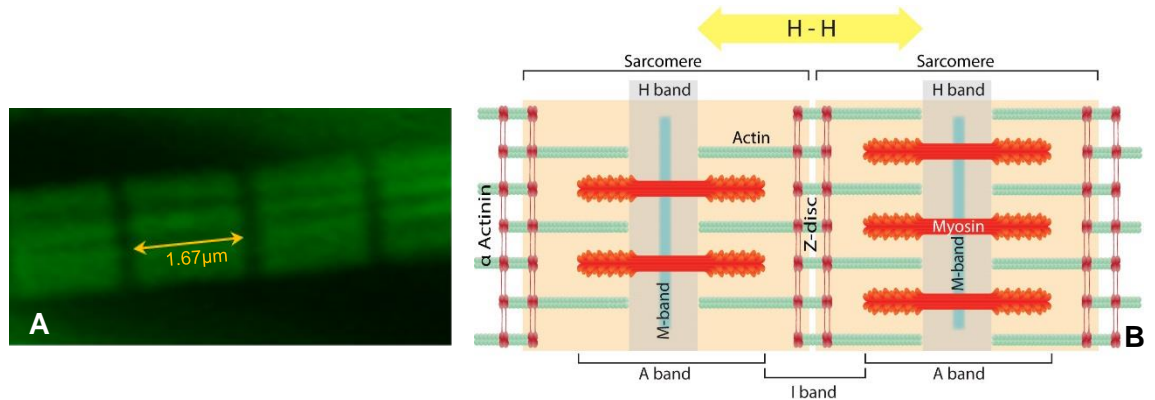 1.67µm
A
H - H
Sarcomere
Sarcomere
H band
H band
Actin
α Actinin
Z-disc
Myosin
M-band
M-band
B
A band
A band
I band